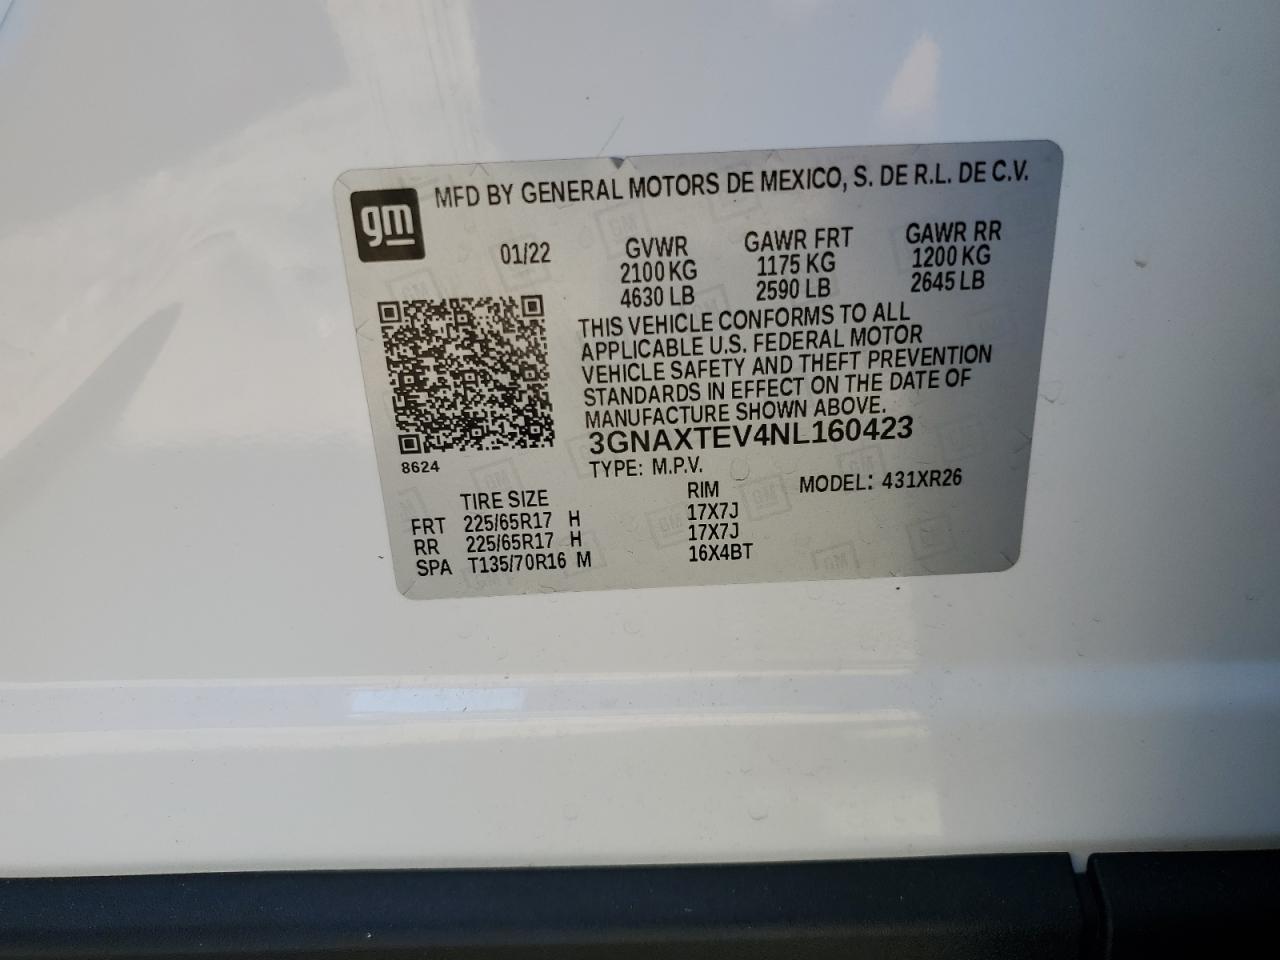 gm
MFD BY GENERAL MOTORS DE MEXICO, S. DE R.L. DE C.V.
01/22 GVWR GAWR FRT GAWR RR
2100 KG 1175 KG 1200 KG
4630 LB 2590 LB 2645 LB
THIS VEHICLE CONFORMS TO ALL
APPLICABLE U.S. FEDERAL MOTOR
VEHICLE SAFETY AND THEFT PREVENTION
STANDARDS IN EFFECT ON THE DATE OF
MANUFACTURE SHOWN ABOVE.
3GNAXTEV4NL160423
8624
TYPE: M.P.V. MODEL: 431XR26
TIRE SIZE RIM
FRT 225/65R17 H 17X7J
RR 225/65R17 H 17X7J
SPA T135/70R16 M 16X4BT